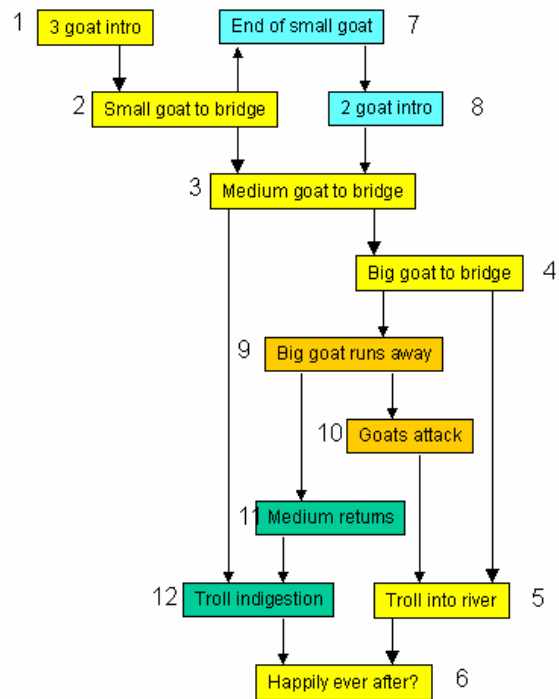 1 3 goat intro End of small goat 7
2 Small goat to bridge 2 goat intro 8
3 Medium goat to bridge
Big goat to bridge 4
9 Big goat runs away
10 Goats attack
11 Medium returns
12 Troll indigestion Troll into river 5
Happily ever after? 6